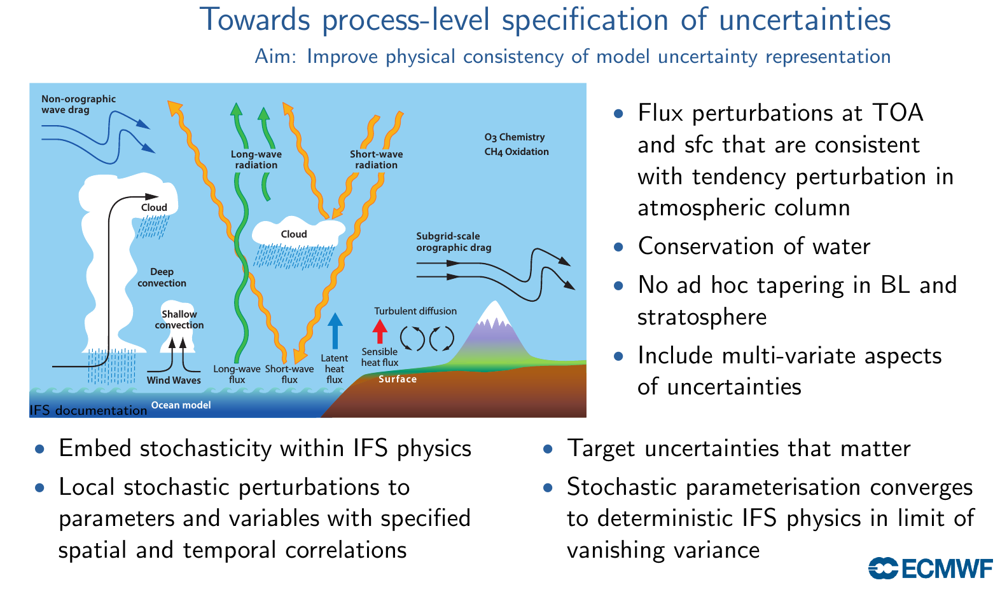 Towards process-level specification of uncertainties
Aim: Improve physical consistency of model uncertainty representation
Non-orographic
wave drag
Long-wave
radiation
Short-wave
radiation
O3 Chemistry
CH4 Oxidation
Cloud
Cloud
Subgrid-scale
orographic drag
Deep
convection
Shallow
convection
Turbulent diffusion
Wind Waves
Long-wave
flux
Short-wave
flux
Latent
heat
flux
Sensible
heat flux
Surface
Ocean model
IFS documentation
• Flux perturbations at TOA
and sfc that are consistent
with tendency perturbation in
atmospheric column
• Conservation of water
• No ad hoc tapering in BL and
stratosphere
• Include multi-variate aspects
of uncertainties
• Embed stochasticity within IFS physics
• Local stochastic perturbations to
parameters and variables with specified
spatial and temporal correlations
• Target uncertainties that matter
• Stochastic parameterisation converges
to deterministic IFS physics in limit of
vanishing variance
ECMWF